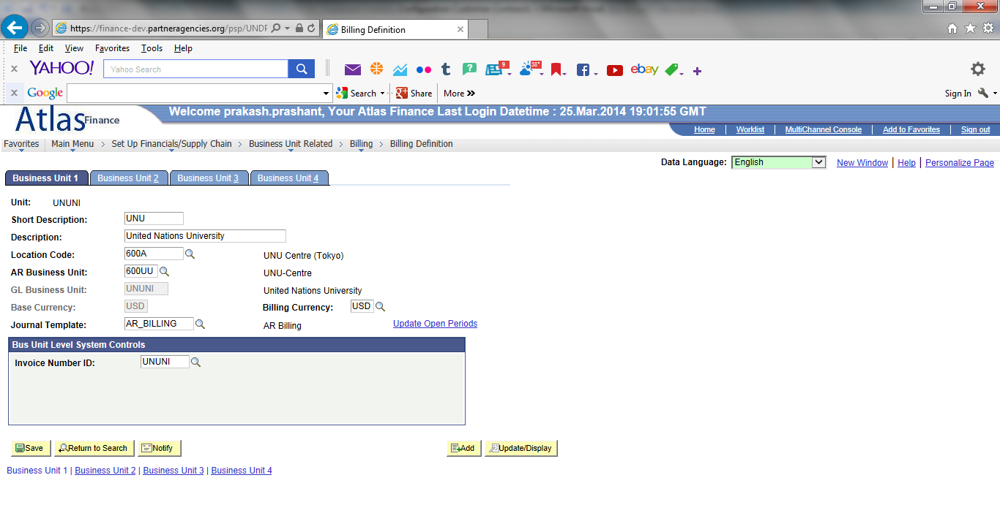 https://finance-dev.partneragencies.org/psp/UNDP
Billing Definition
File Edit View Favorites Tools Help
YAHOO! Yahoo Search 9 38°
ebay
Google Search Share More Sign In
Atlas Finance
Welcome prakash.prashant, Your Atlas Finance Last Login Datetime : 25.Mar.2014 19:01:55 GMT
Home Worklist MultiChannel Console Add to Favorites Sign out
Favorites Main Menu > Set Up Financials/Supply Chain > Business Unit Related > Billing > Billing Definition
Data Language: English New Window | Help | Personalize Page
Business Unit 1 Business Unit 2 Business Unit 3 Business Unit 4
Unit: UNUNI
Short Description: UNU
Description: United Nations University
Location Code: 600A UNU Centre (Tokyo)
AR Business Unit: 600UU UNU-Centre
GL Business Unit: UNUNI United Nations University
Base Currency: USD Billing Currency: USD
Journal Template: AR_BILLING AR Billing Update Open Periods
Bus Unit Level System Controls
Invoice Number ID: UNUNI
Save Return to Search Notify Add Update/Display
Business Unit 1 | Business Unit 2 | Business Unit 3 | Business Unit 4